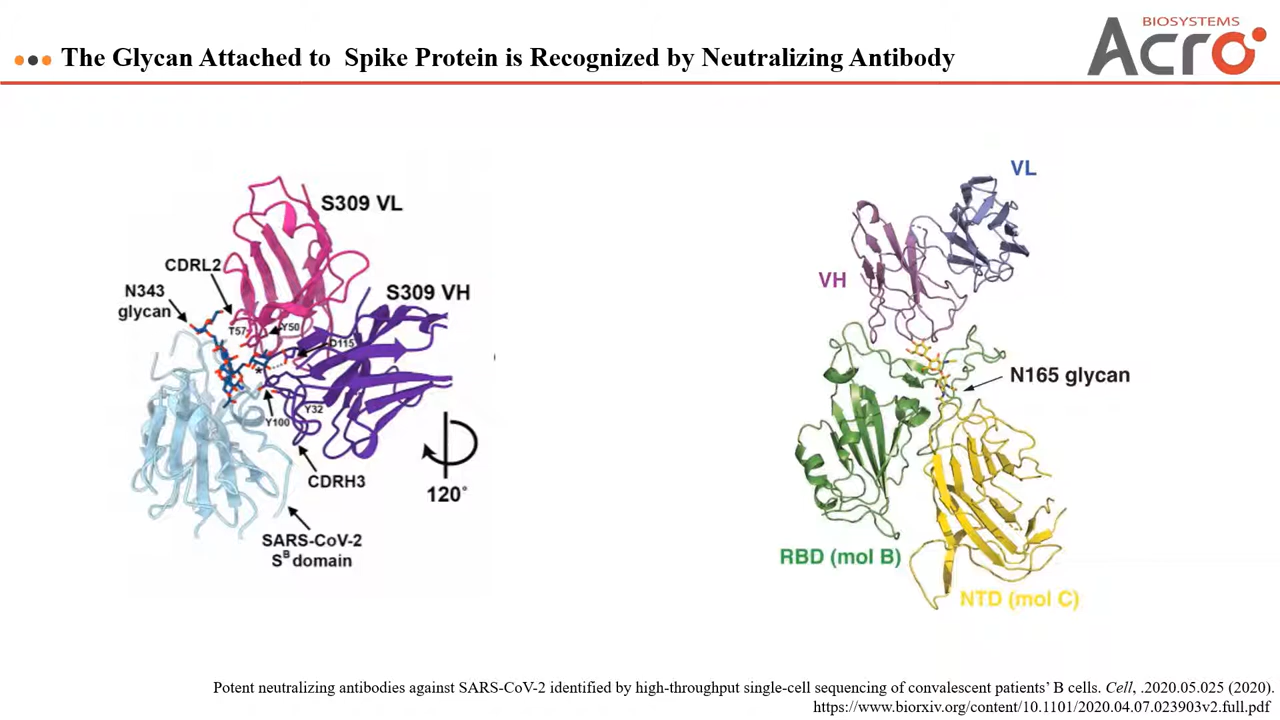 BIOSYSTEMS
Acro
The Glycan Attached to  Spike Protein is Recognized by Neutralizing Antibody
S309 VL
CDRL2
N343
glycan
S309 VH
T57
Y50
D115
*
Y32
Y100
CDRH3
120°
SARS-CoV-2
S^B domain
VL
VH
N165 glycan
RBD (mol B)
NTD (mol C)
Potent neutralizing antibodies against SARS-CoV-2 identified by high-throughput single-cell sequencing of convalescent patients’ B cells. Cell, .2020.05.025 (2020).
https://www.biorxiv.org/content/10.1101/2020.04.07.023903v2.full.pdf